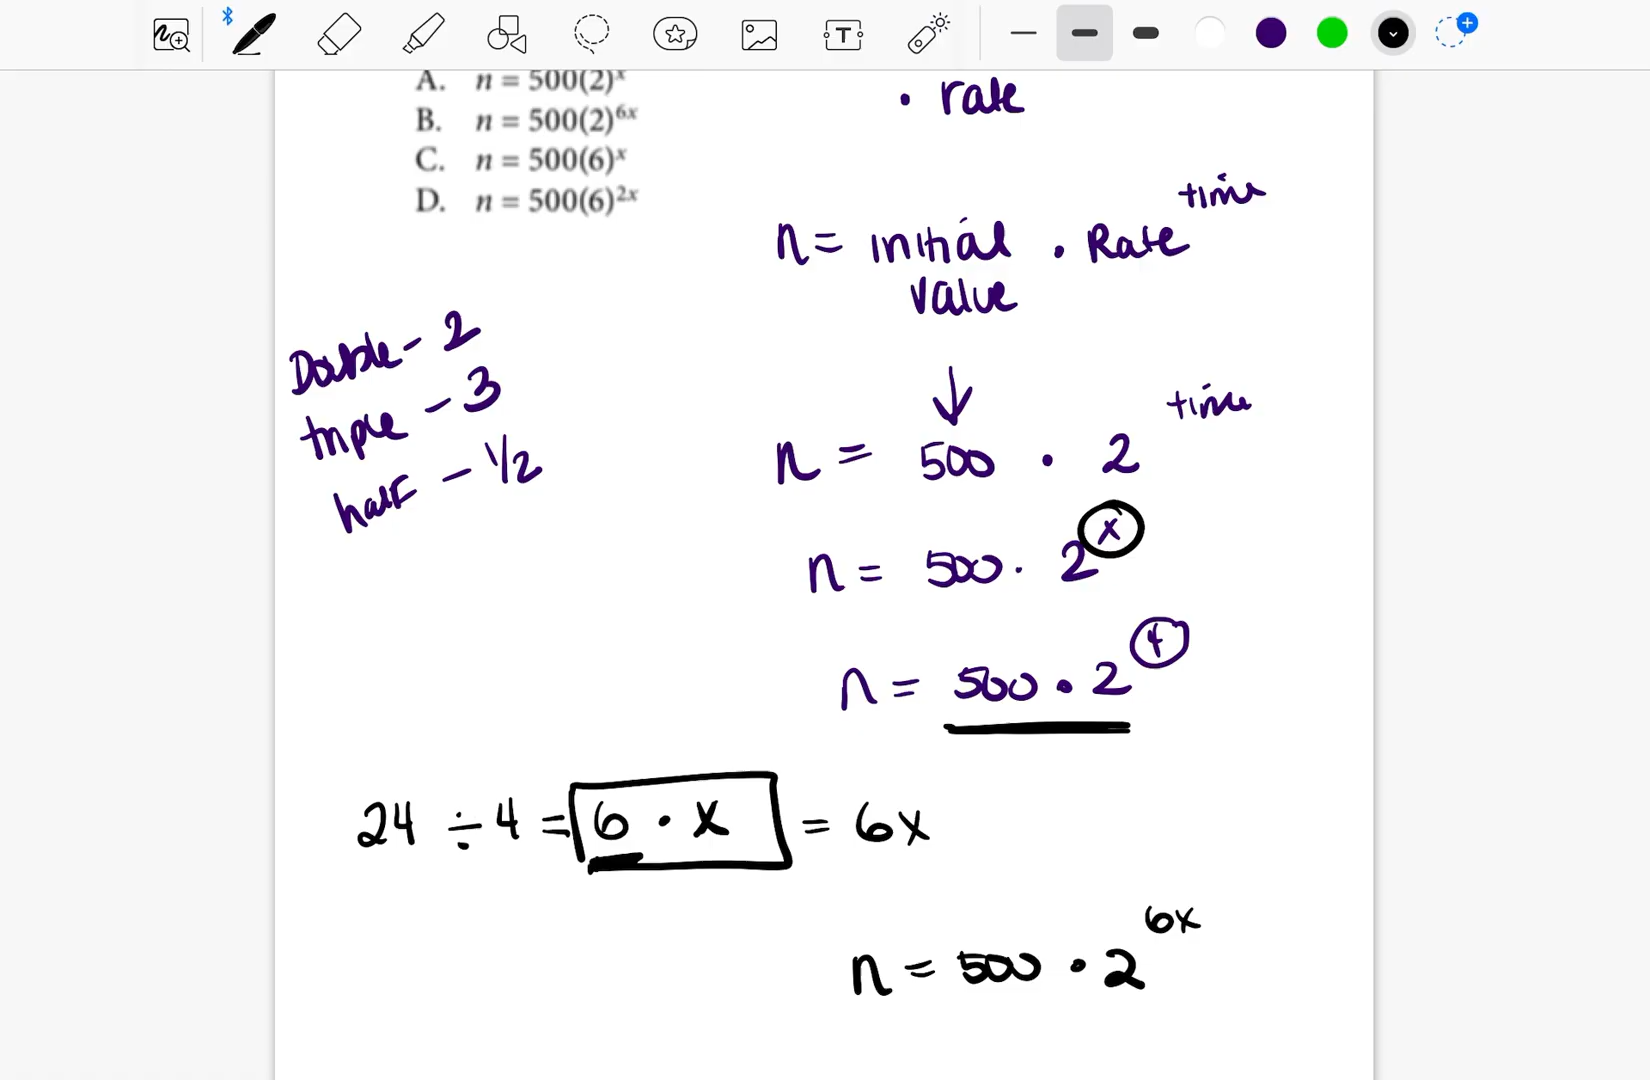 A. n = 500(2)ˣ
B. n = 500(2)⁶ˣ
C. n = 500(6)ˣ
D. n = 500(6)²ˣ
• rate
n = initial value • Rate^time
Double - 2
triple - 3
half - 1/2
↓
n = 500 • 2^time
n = 500 · 2^x
n = 500 • 2^4
24 ÷ 4 = 6 • x = 6x
n = 500 • 2^6x
T